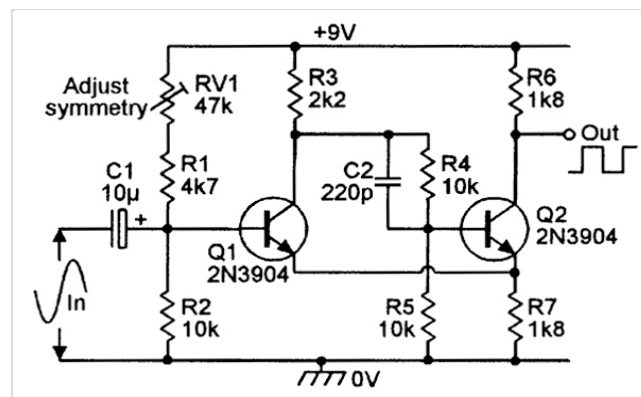 +9V
Adjust
symmetry
RV1
47k
R3
2k2
R6
1k8
Out
C1
10µ
+
R1
4k7
C2
220p
R4
10k
Q1
2N3904
Q2
2N3904
In
R2
10k
R5
10k
R7
1k8
0V